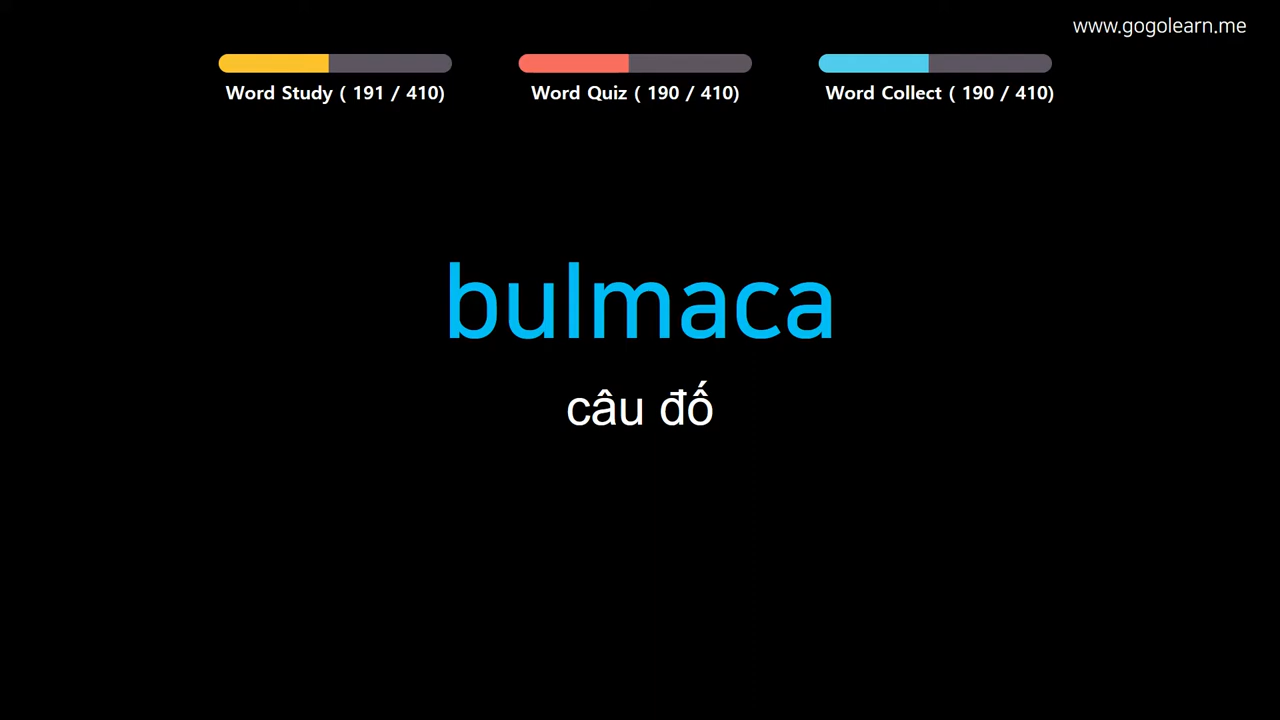 www.gogolearn.me
Word Study ( 191 / 410)
Word Quiz ( 190 / 410)
Word Collect ( 190 / 410)
bulmaca
câu đố